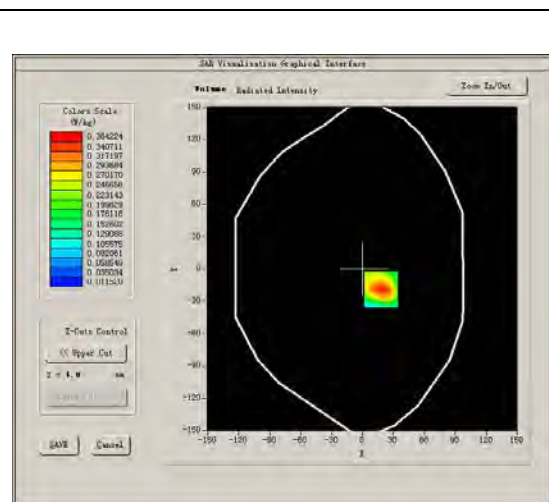 SAR Visualisation Graphical Interface
Volume Radiated Intensity
Zoom In/Out
Colors Scale
(W/kg)
0.364224
0.340711
0.317197
0.293684
0.270170
0.246656
0.223143
0.199629
0.176116
0.152602
0.129088
0.105575
0.082061
0.058548
0.035034
0.011520
150
120
90
60
30
0
-30
-60
-90
-120
-150
Y
-150 -120 -90 -60 -30 0 30 60 90 120 150
X
Z-Cuts Control
<< Upper Cut
Z = 4.0 mm
SAVE Cancel